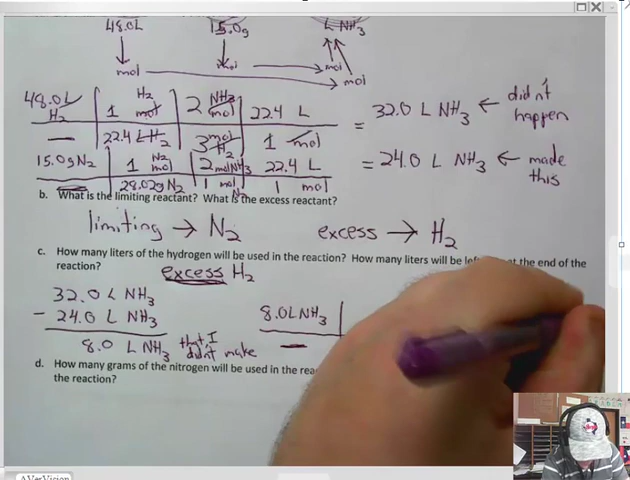 48.0L 15.0g L NH3
mol mol mol mol
48.0L H2 | 1 mol H2 | 2 mol NH3 | 22.4 L = 32.0 L NH3 ← didn't happen
— | 22.4 L H2 | 3 mol H2 | 1 mol
15.0g N2 | 1 mol N2 | 2 mol NH3 | 22.4 L = 24.0 L NH3 ← made this
28.02g N2 | 1 mol N2 | 1 mol
b. What is the limiting reactant? What is the excess reactant?
limiting → N2 excess → H2
c. How many liters of the hydrogen will be used in the reaction? How many liters will be at the end of the
reaction?
excess H2
32.0 L NH3
- 24.0 L NH3 8.0L NH3
8.0 L NH3 that I didn't make
d. How many grams of the nitrogen will be used in the
the reaction?
AVerVision